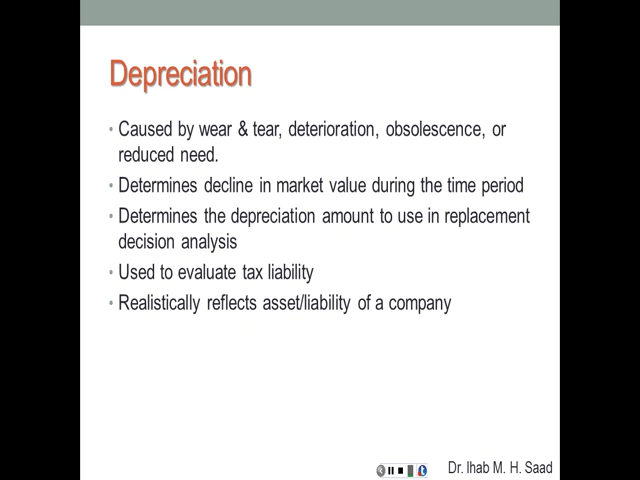 Depreciation
• Caused by wear & tear, deterioration, obsolescence, or
reduced need.
• Determines decline in market value during the time period
• Determines the depreciation amount to use in replacement
decision analysis
• Used to evaluate tax liability
• Realistically reflects asset/liability of a company
Dr. Ihab M. H. Saad